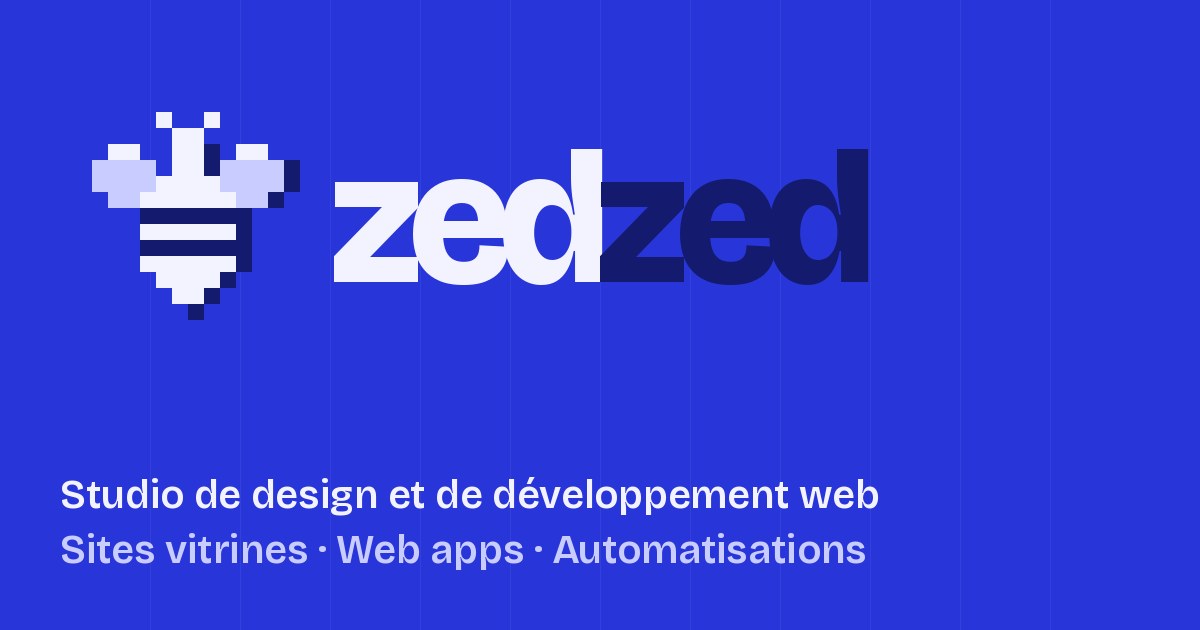 zedzed
Studio de design et de développement web
Sites vitrines · Web apps · Automatisations